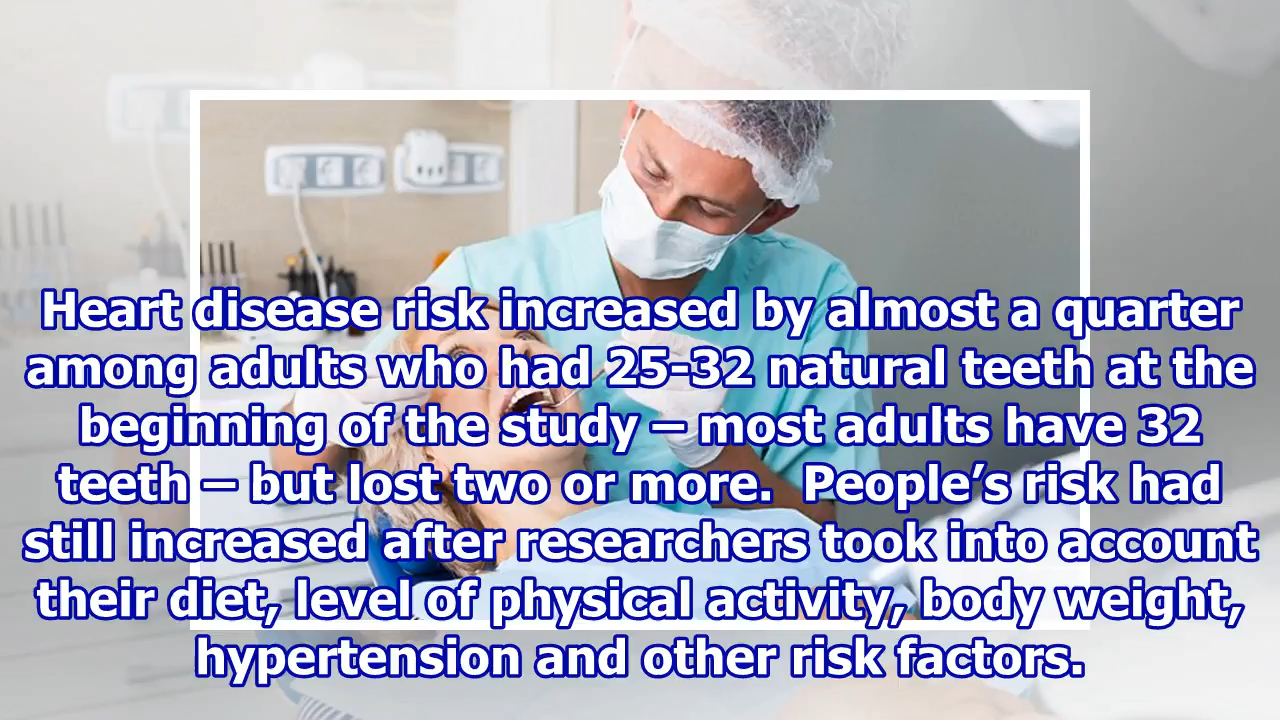 Heart disease risk increased by almost a quarter
among adults who had 25-32 natural teeth at the
beginning of the study – most adults have 32
teeth – but lost two or more.  People’s risk had
still increased after researchers took into account
their diet, level of physical activity, body weight,
hypertension and other risk factors.